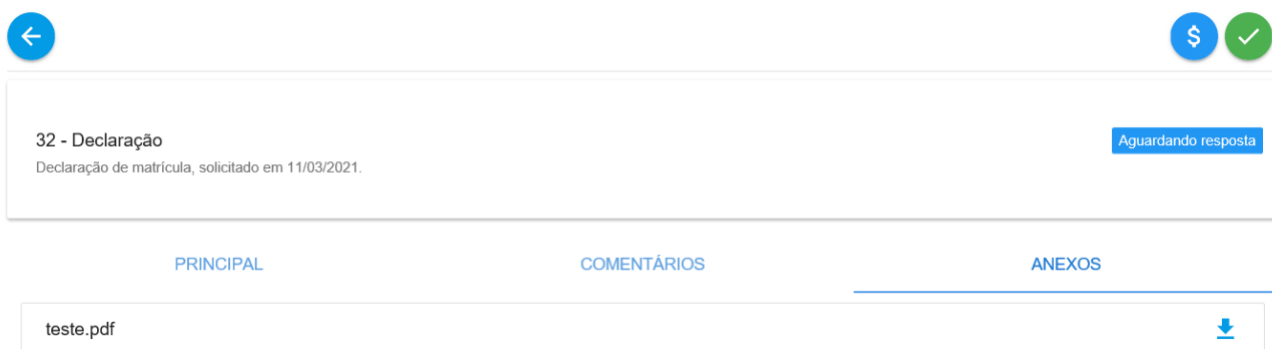 $
32 - Declaração
Aguardando resposta
Declaração de matrícula, solicitado em 11/03/2021.
PRINCIPAL
COMENTÁRIOS
ANEXOS
teste.pdf